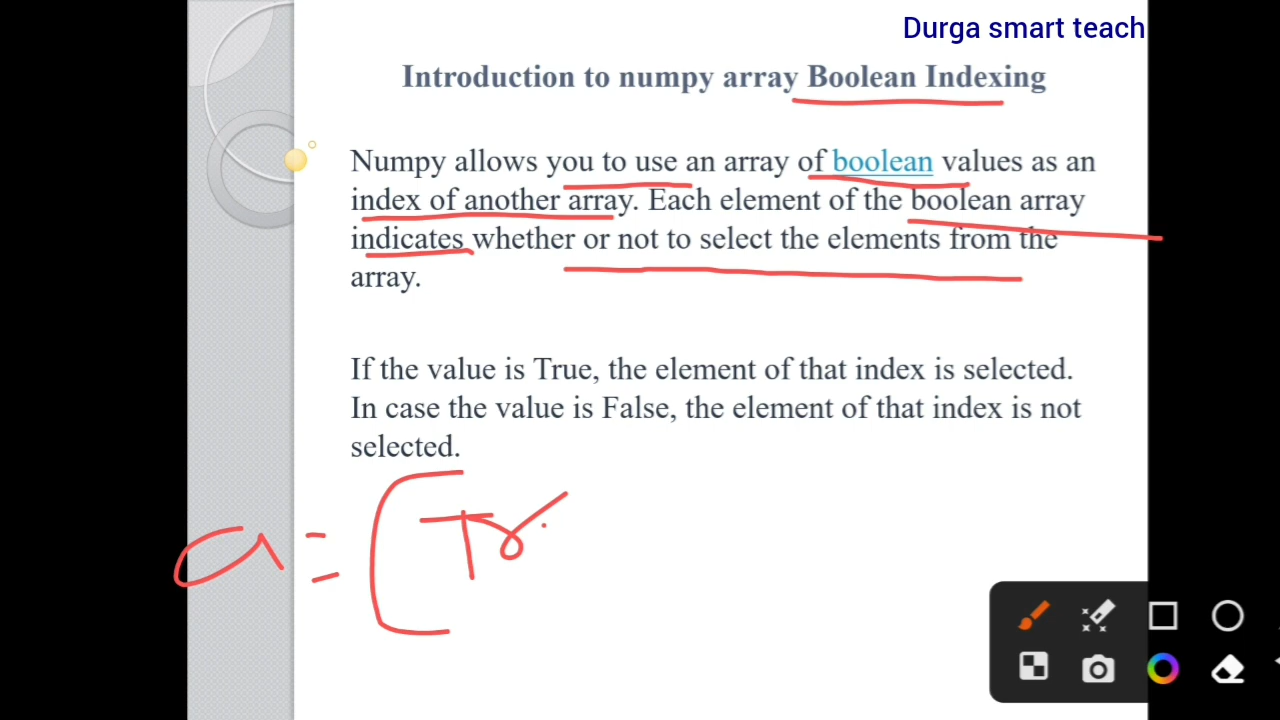 Durga smart teach
Introduction to numpy array Boolean Indexing
Numpy allows you to use an array of boolean values as an
index of another array. Each element of the boolean array
indicates whether or not to select the elements from the
array.
If the value is True, the element of that index is selected.
In case the value is False, the element of that index is not
selected.
a = [Tr